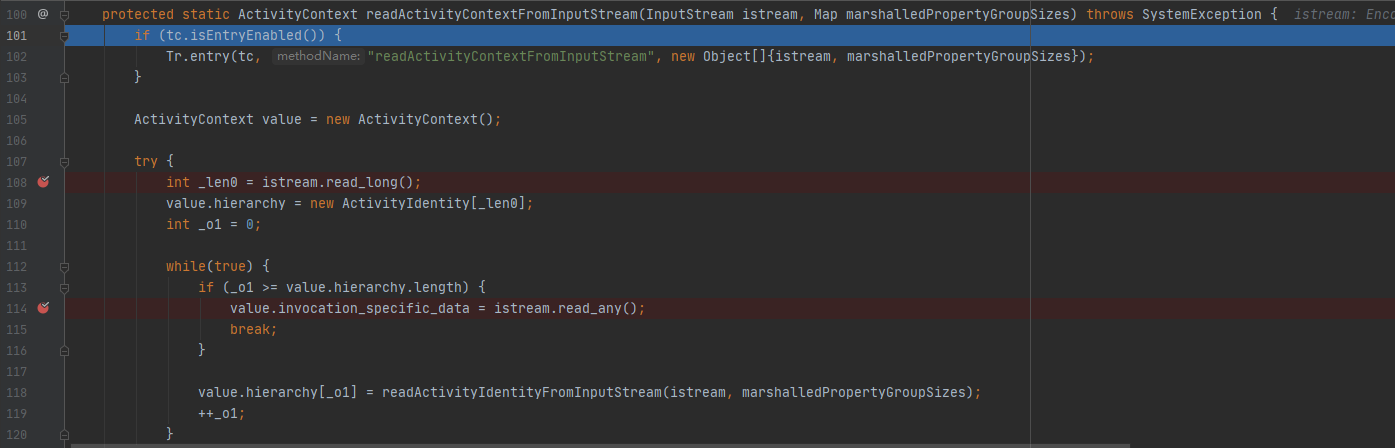 100 @ protected static ActivityContext readActivityContextFromInputStream(InputStream istream, Map marshalledPropertyGroupSizes) throws SystemException { istream: Enco
101 if (tc.isEntryEnabled()) {
102 Tr.entry(tc, methodName: "readActivityContextFromInputStream", new Object[]{istream, marshalledPropertyGroupSizes});
103 }
104
105 ActivityContext value = new ActivityContext();
106
107 try {
108 int _len0 = istream.read_long();
109 value.hierarchy = new ActivityIdentity[_len0];
110 int _o1 = 0;
111
112 while(true) {
113 if (_o1 >= value.hierarchy.length) {
114 value.invocation_specific_data = istream.read_any();
115 break;
116 }
117
118 value.hierarchy[_o1] = readActivityIdentityFromInputStream(istream, marshalledPropertyGroupSizes);
119 ++_o1;
120 }